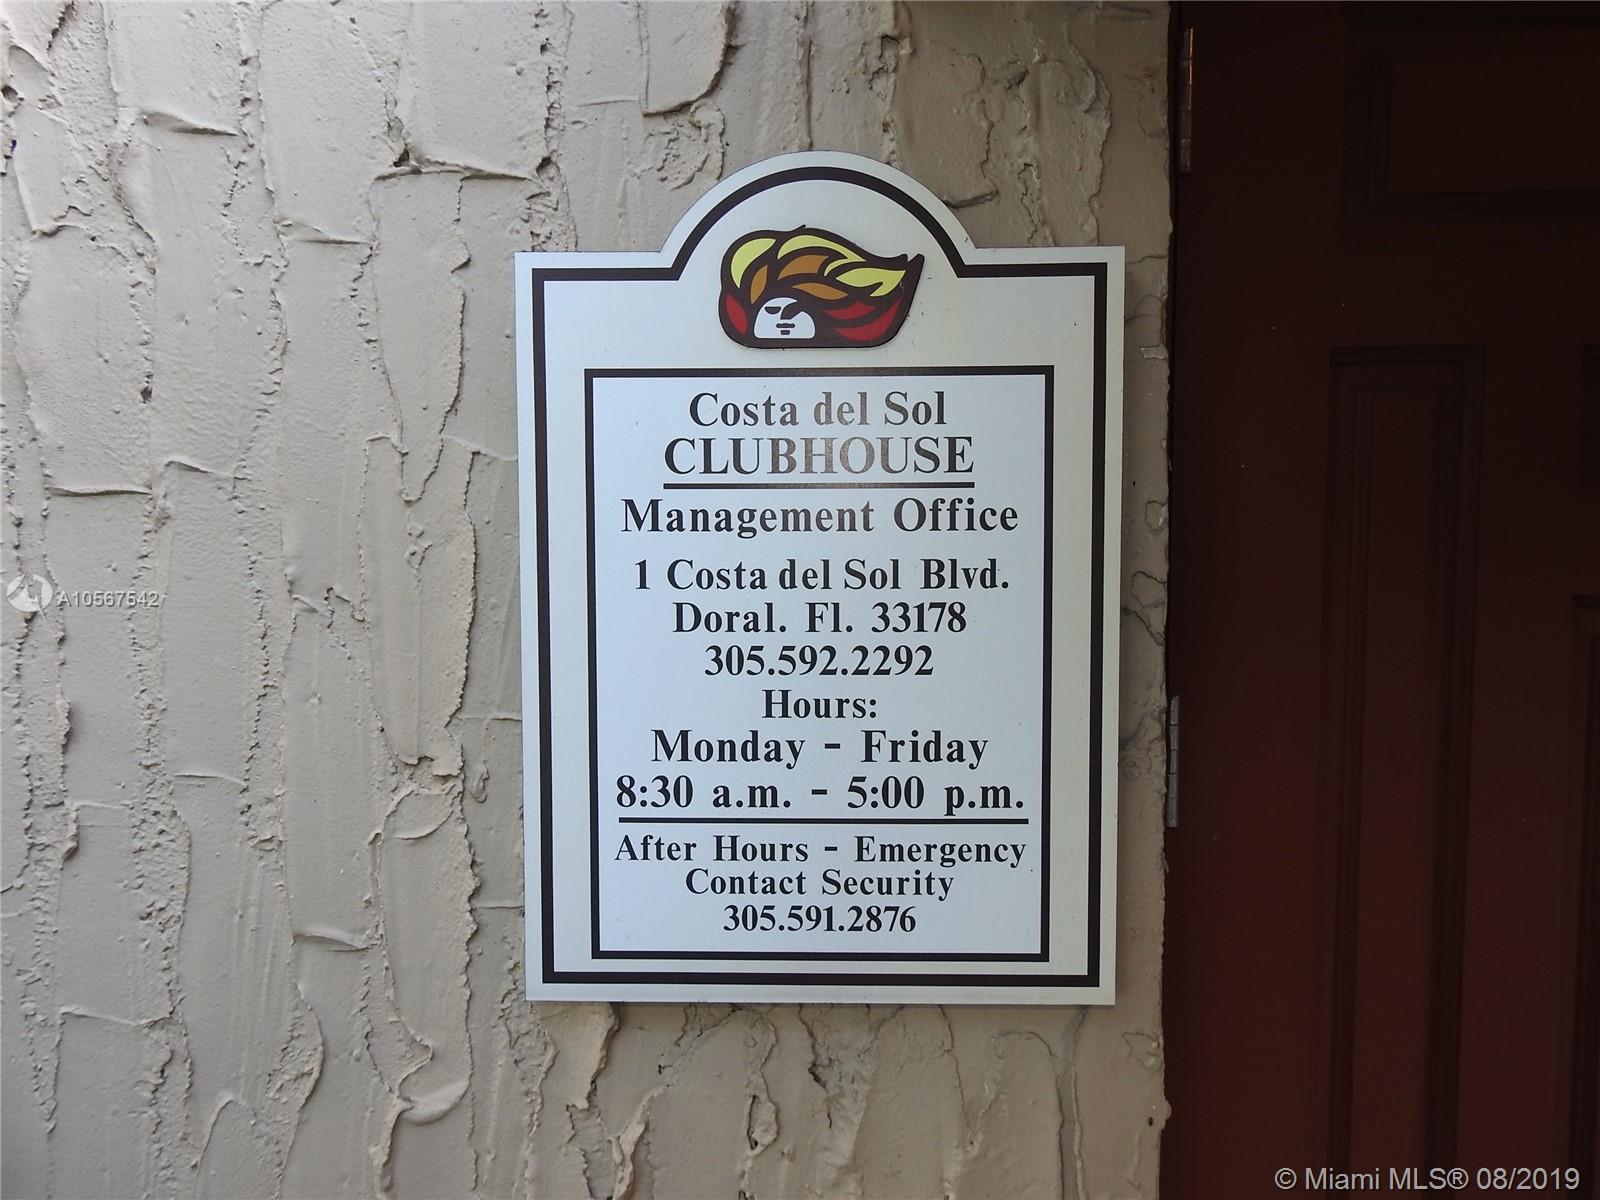 Costa del Sol
CLUBHOUSE
Management Office
1 Costa del Sol Blvd.
Doral. Fl. 33178
305.592.2292
Hours:
Monday - Friday
8:30 a.m. - 5:00 p.m.
After Hours - Emergency
Contact Security
305.591.2876
A10567542
© Miami MLS® 08/2019